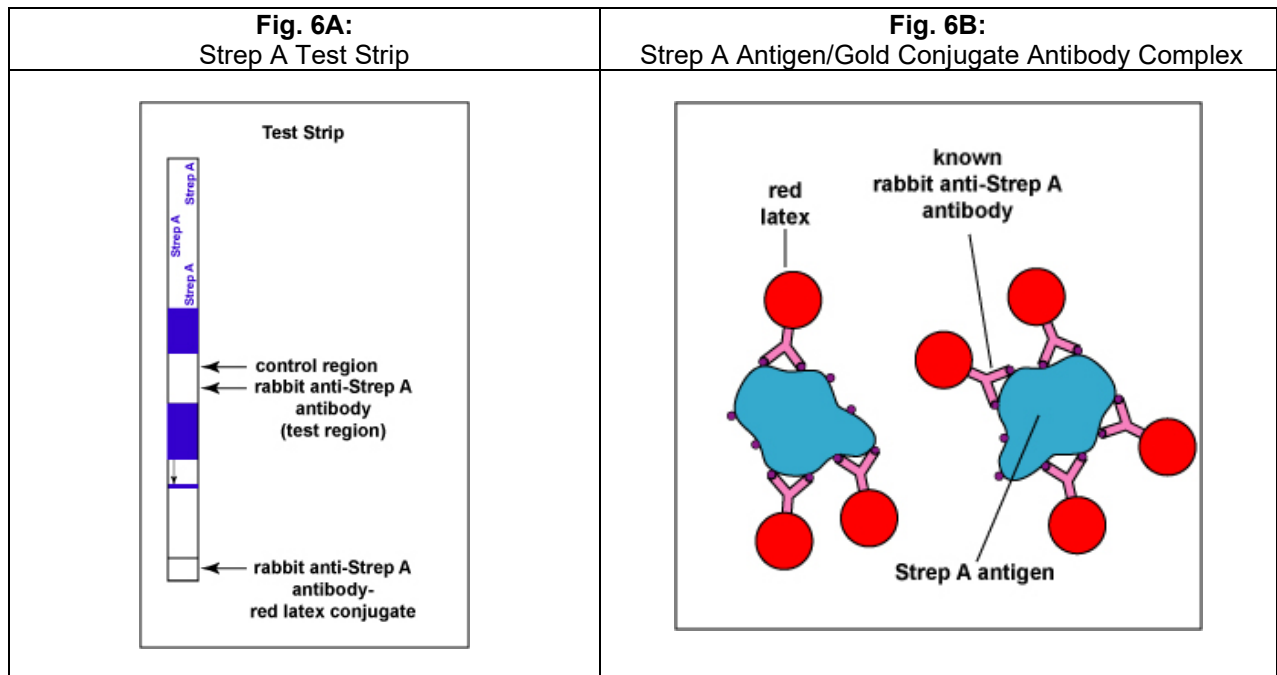 Fig. 6A:
Strep A Test Strip
Fig. 6B:
Strep A Antigen/Gold Conjugate Antibody Complex
Test Strip
Strep A
Strep A
Strep A
control region
rabbit anti-Strep A
antibody
(test region)
rabbit anti-Strep A
antibody-
red latex conjugate
known
rabbit anti-Strep A
antibody
red
latex
Strep A antigen